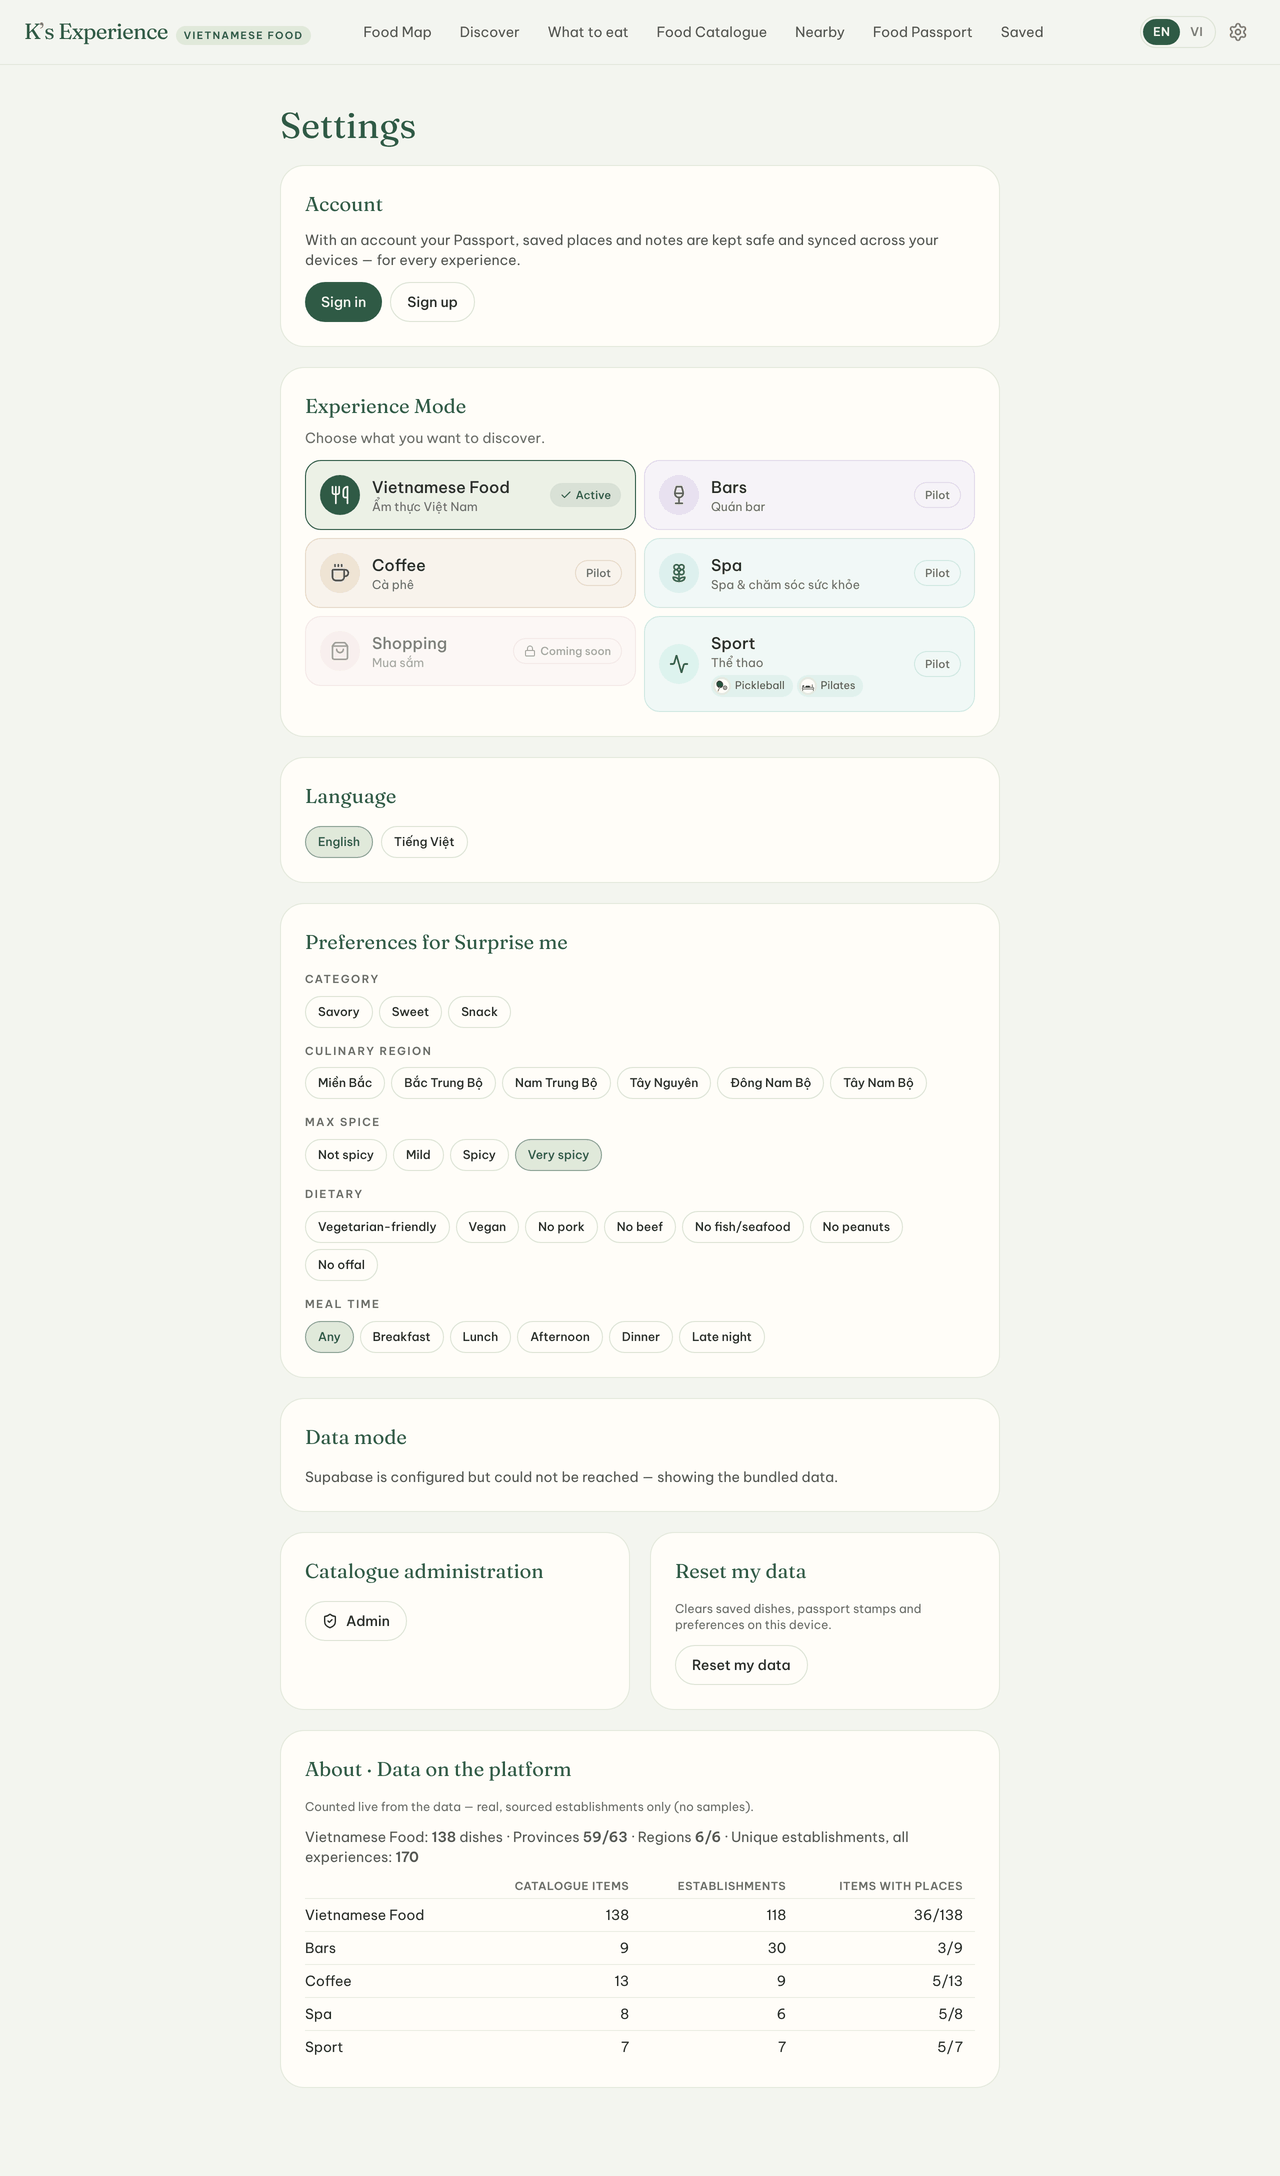 K's Experience VIETNAMESE FOOD Food Map Discover What to eat Food Catalogue Nearby Food Passport Saved EN VI
Settings
Account
With an account your Passport, saved places and notes are kept safe and synced across your
devices — for every experience.
Sign in Sign up
Experience Mode
Choose what you want to discover.
Vietnamese Food
Ẩm thực Việt Nam
Active
Bars
Quán bar
Pilot
Coffee
Cà phê
Pilot
Spa
Spa & chăm sóc sức khỏe
Pilot
Shopping
Mua sắm
Coming soon
Sport
Thể thao
Pickleball Pilates
Pilot
Language
English Tiếng Việt
Preferences for Surprise me
CATEGORY
Savory Sweet Snack
CULINARY REGION
Miền Bắc Bắc Trung Bộ Nam Trung Bộ Tây Nguyên Đông Nam Bộ Tây Nam Bộ
MAX SPICE
Not spicy Mild Spicy Very spicy
DIETARY
Vegetarian-friendly Vegan No pork No beef No fish/seafood No peanuts
No offal
MEAL TIME
Any Breakfast Lunch Afternoon Dinner Late night
Data mode
Supabase is configured but could not be reached — showing the bundled data.
Catalogue administration
Admin
Reset my data
Clears saved dishes, passport stamps and
preferences on this device.
Reset my data
About · Data on the platform
Counted live from the data — real, sourced establishments only (no samples).
Vietnamese Food: 138 dishes · Provinces 59/63 · Regions 6/6 · Unique establishments, all
experiences: 170
CATALOGUE ITEMS ESTABLISHMENTS ITEMS WITH PLACES
Vietnamese Food 138 118 36/138
Bars 9 30 3/9
Coffee 13 9 5/13
Spa 8 6 5/8
Sport 7 7 5/7